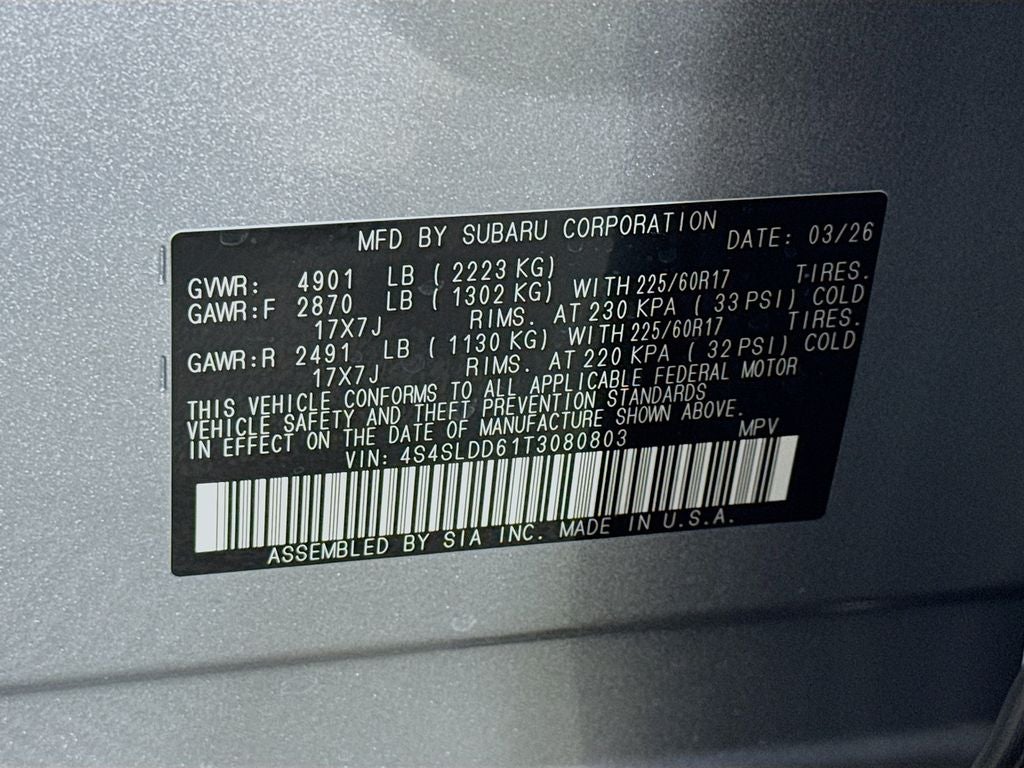 MFD BY SUBARU CORPORATION DATE: 03/26
GVWR: 4901 LB ( 2223 KG)
GAWR:F 2870 LB ( 1302 KG) WITH 225/60R17 TIRES.
17X7J RIMS. AT 230 KPA ( 33 PSI) COLD
GAWR:R 2491 LB ( 1130 KG) WITH 225/60R17 TIRES.
17X7J RIMS. AT 220 KPA ( 32 PSI) COLD
THIS VEHICLE CONFORMS TO ALL APPLICABLE FEDERAL MOTOR
VEHICLE SAFETY AND THEFT PREVENTION STANDARDS
IN EFFECT ON THE DATE OF MANUFACTURE SHOWN ABOVE.
VIN: 4S4SLDD61T3080803 MPV
ASSEMBLED BY SIA INC. MADE IN U.S.A.